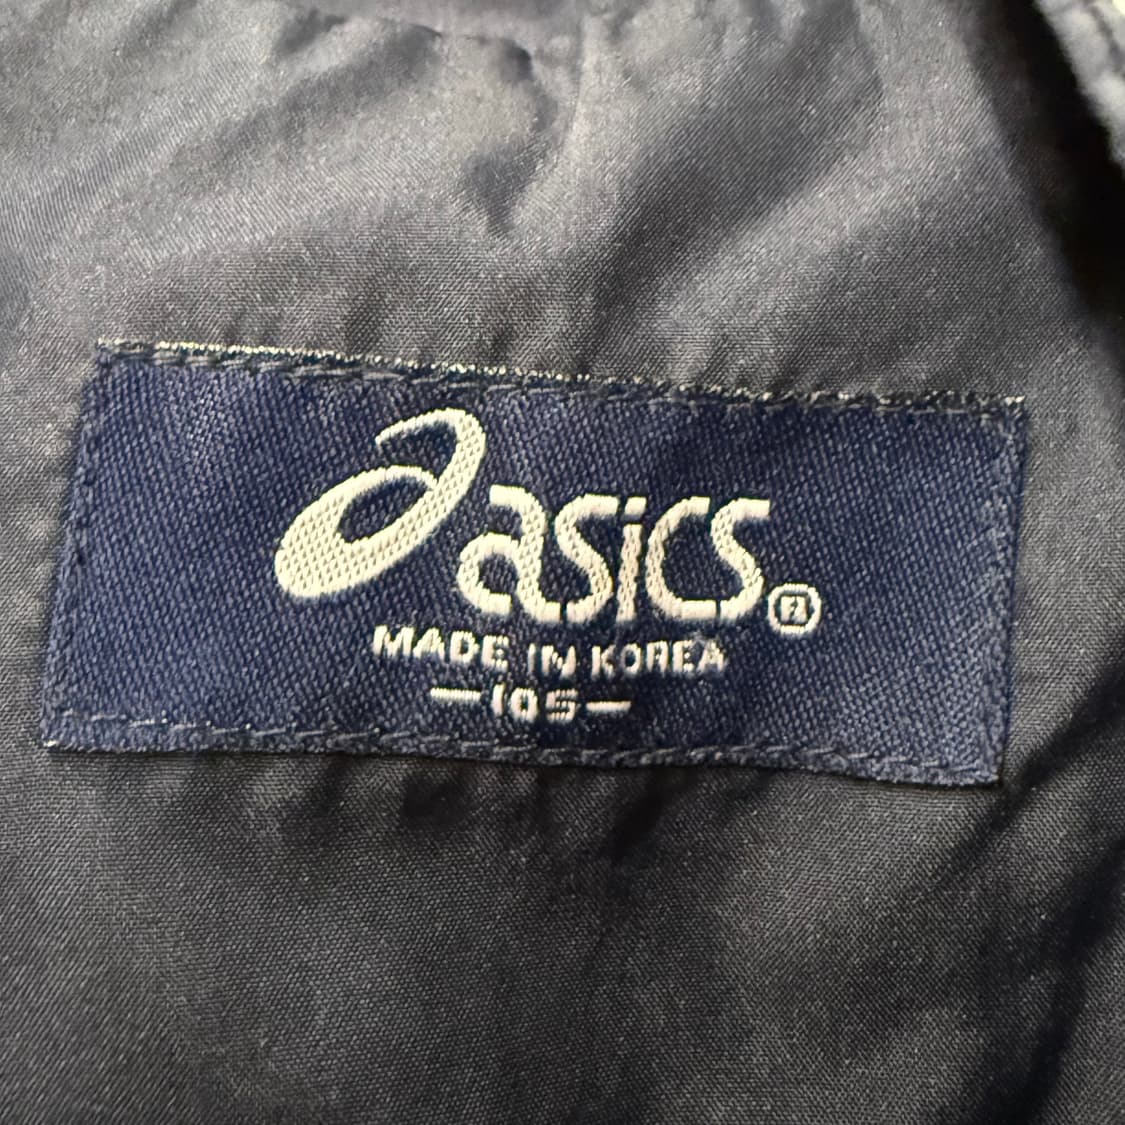 asics®
MADE IN KOREA
—105—